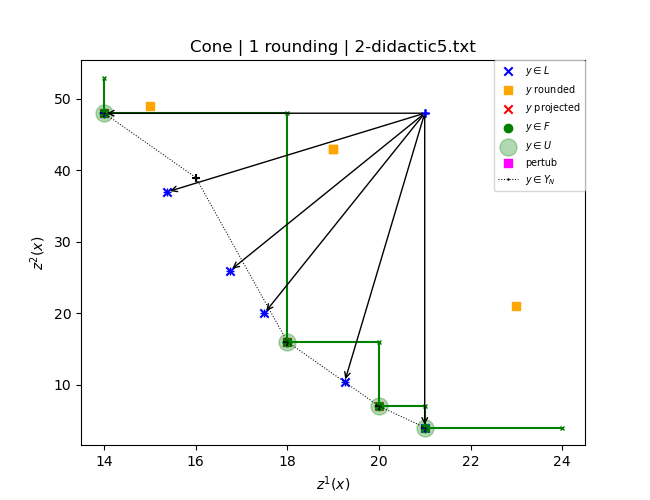 Cone | 1 rounding | 2-didactic5.txt
z²(x)
50
40
30
20
10
14
16
18
20
22
24
z¹(x)
y ∈ L
y rounded
y projected
y ∈ F
y ∈ U
pertub
y ∈ Y_N